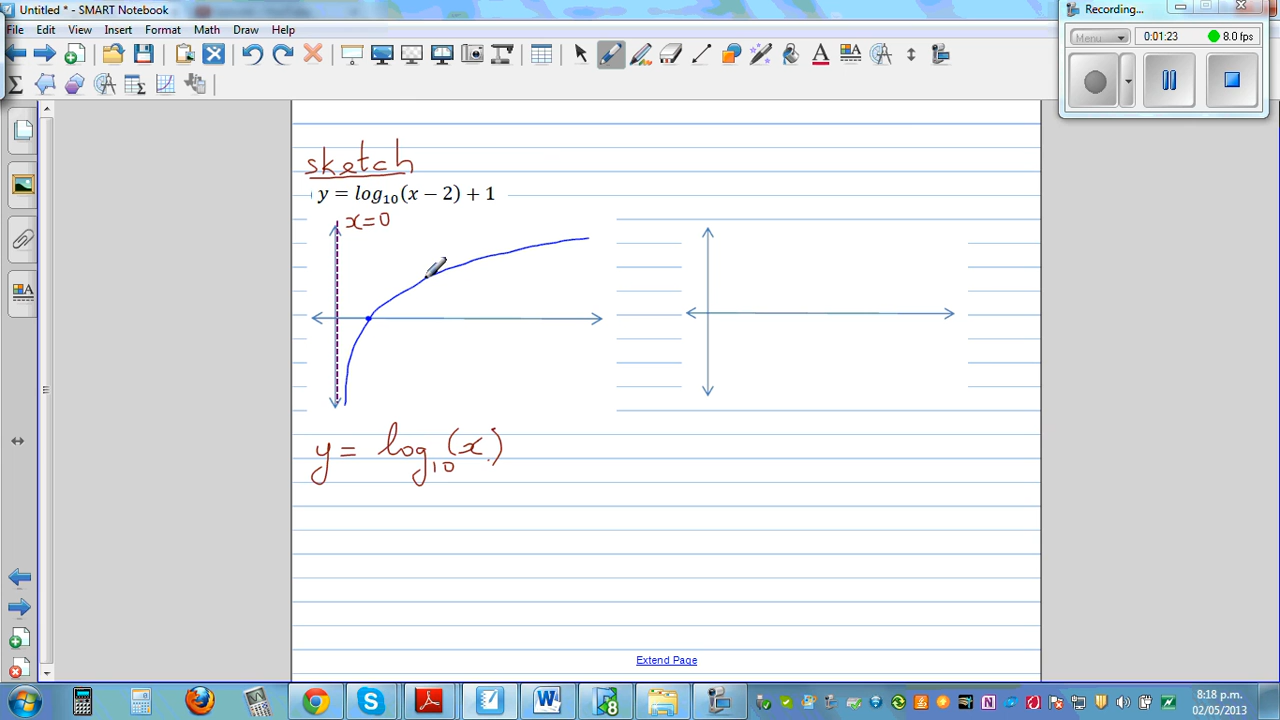 Untitled * - SMART Notebook
File Edit View Insert Format Math Draw Help
Recording...
Menu 0:01:23 8.0 fps
sketch
y = log₁₀(x − 2) + 1
x=0
y = log₁₀(x)
Extend Page
8:18 p.m.
02/05/2013